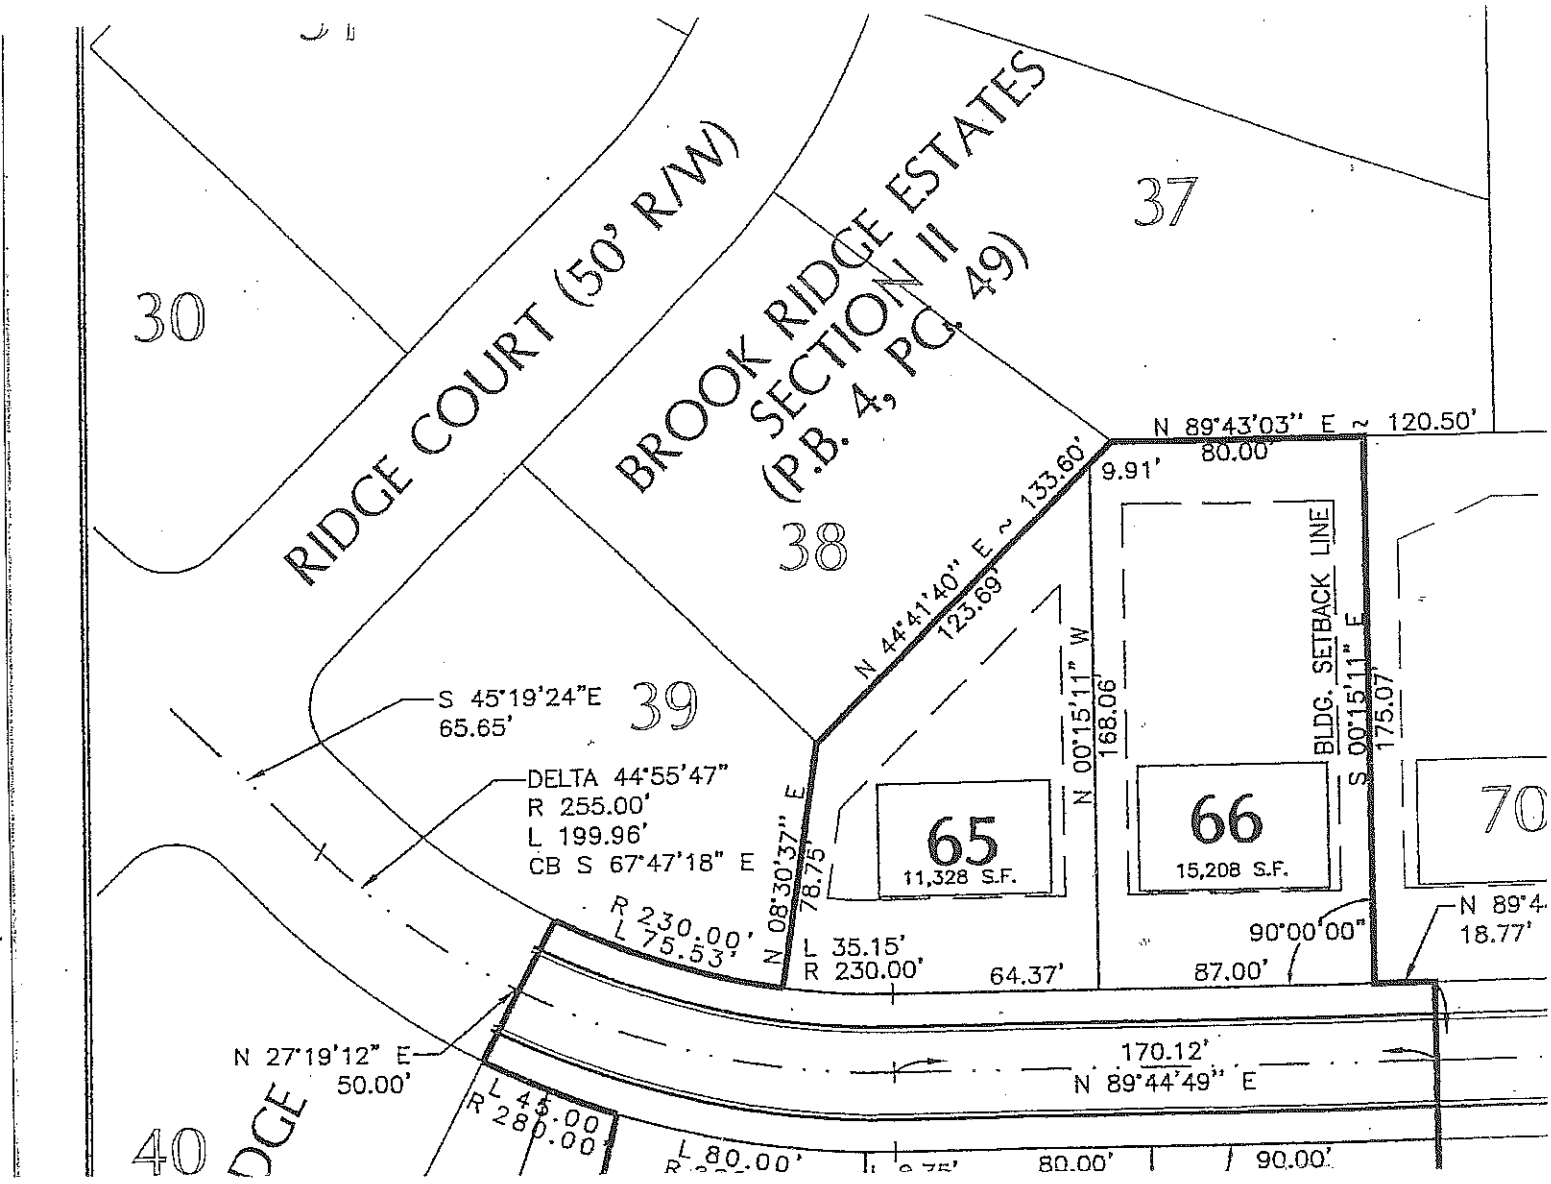 37
30
RIDGE COURT (50' R/W)
BROOK RIDGE ESTATES
SECTION II
(P.B. 4, PG. 49)
N 89°43'03" E ~ 120.50'
80.00'
9.91'
38
N 44°41'40" E ~ 133.60'
123.69'
BLDG. SETBACK LINE
S 00°15'11" E
175.07'
N 00°15'11" W
168.06'
S 45°19'24"E
65.65'
39
DELTA 44°55'47"
R 255.00'
L 199.96'
CB S 67°47'18" E
N 08°30'37" E
78.75'
65
11,328 S.F.
66
15,208 S.F.
70
R 230.00'
L 75.53'
L 35.15'
R 230.00'
64.37'
87.00'
90°00'00"
N 89°4
18.77'
N 27°19'12" E
50.00'
170.12'
N 89°44'49" E
L 45.00'
R 280.00'
40
DGE
L 80.00'
80.00'
90.00'